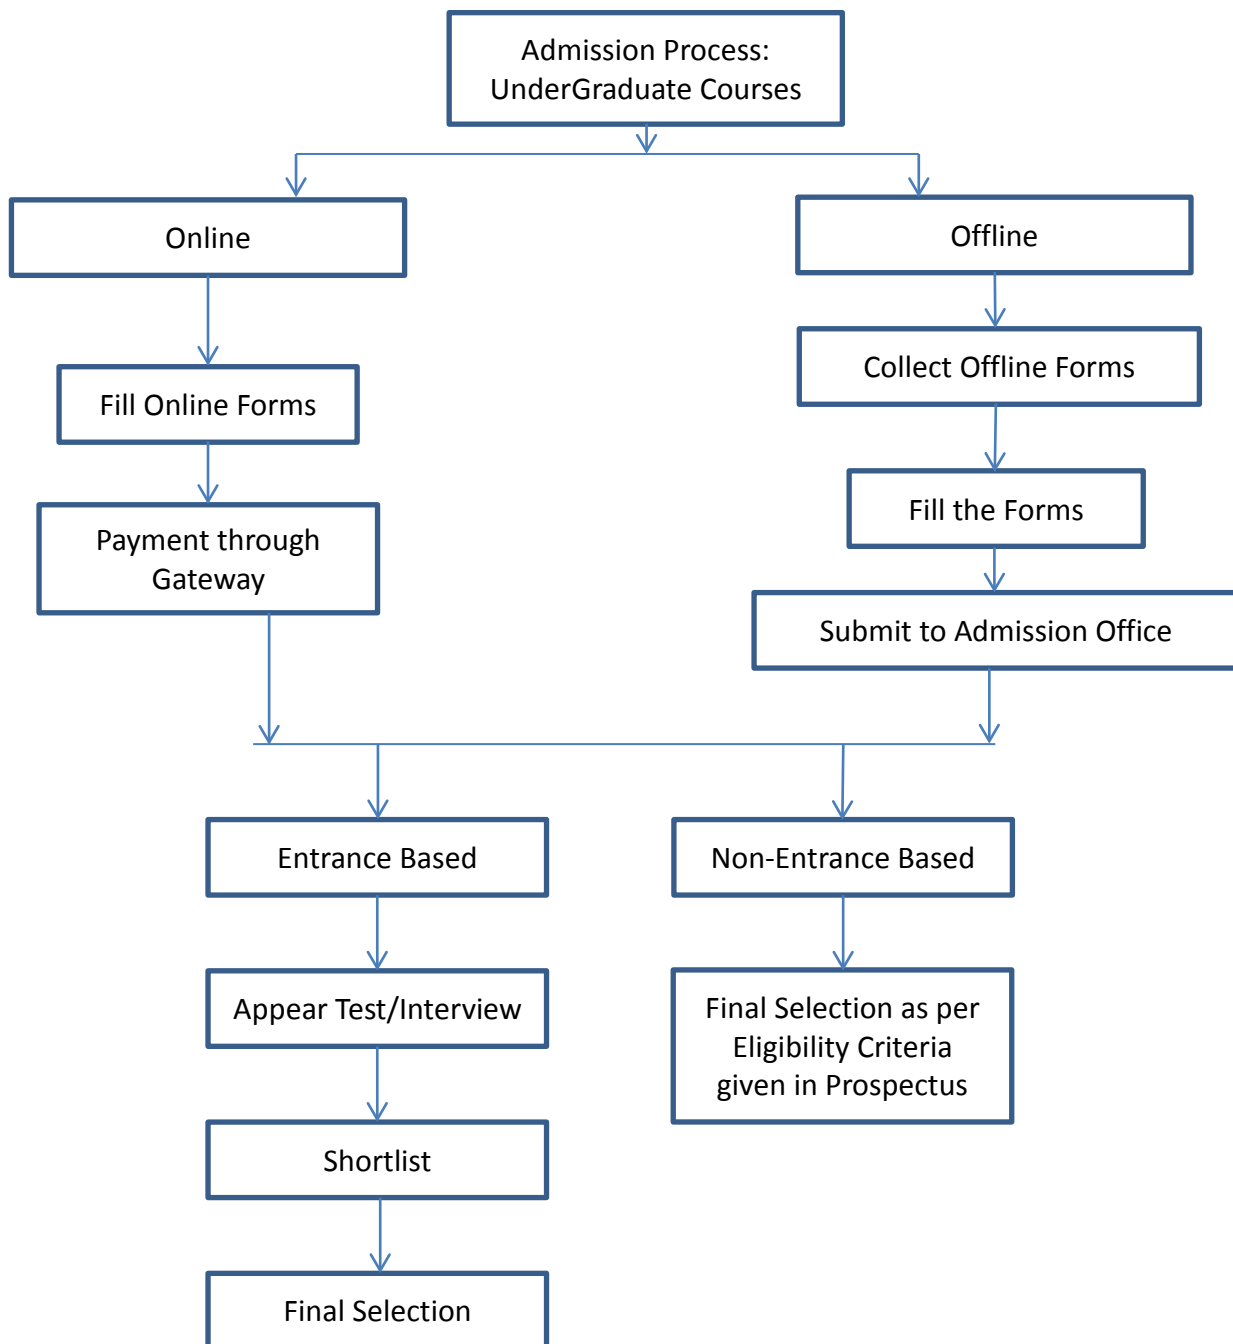 Admission Process:
UnderGraduate Courses
Online
Offline
Fill Online Forms
Collect Offline Forms
Payment through
Gateway
Fill the Forms
Submit to Admission Office
Entrance Based
Non-Entrance Based
Appear Test/Interview
Final Selection as per
Eligibility Criteria
given in Prospectus
Shortlist
Final Selection